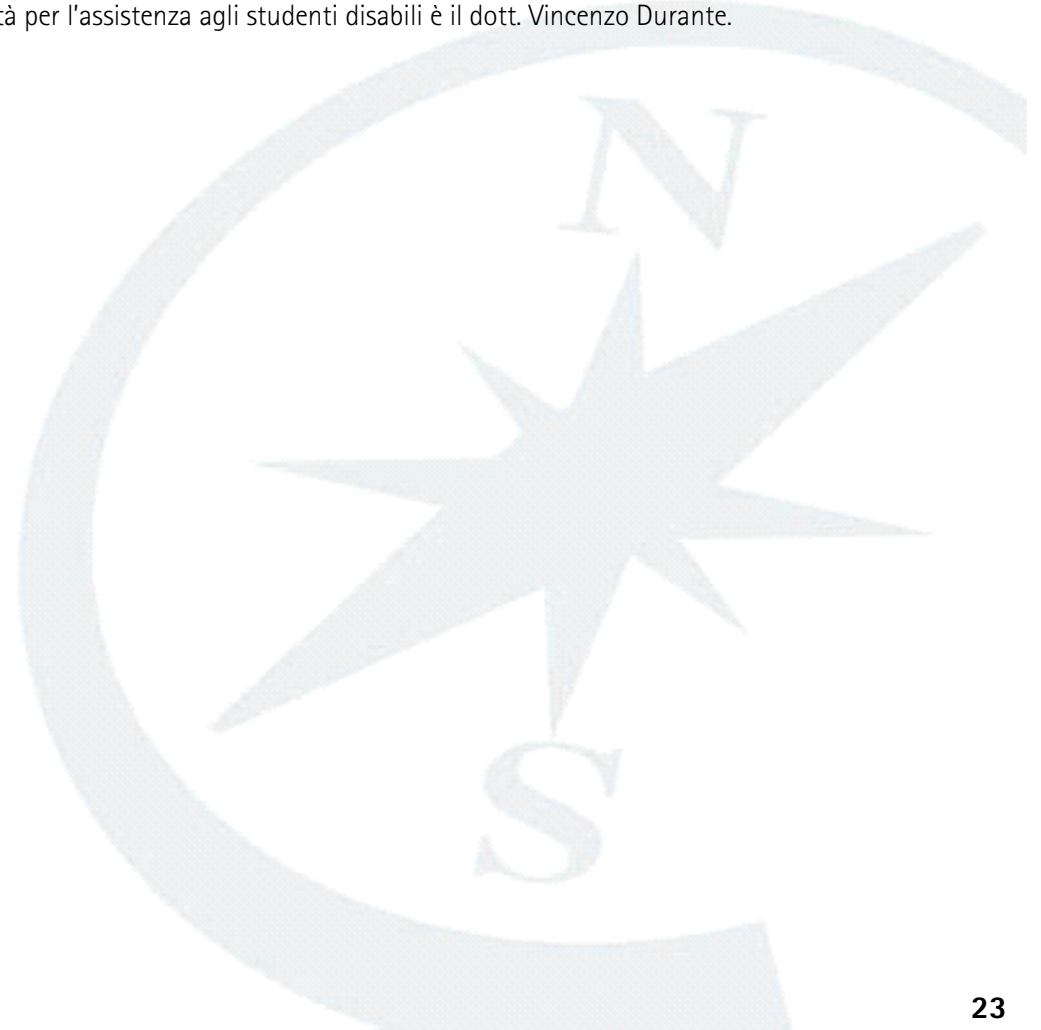 tà per l'assistenza agli studenti disabili è il dott. Vincenzo Durante.
N
S
23